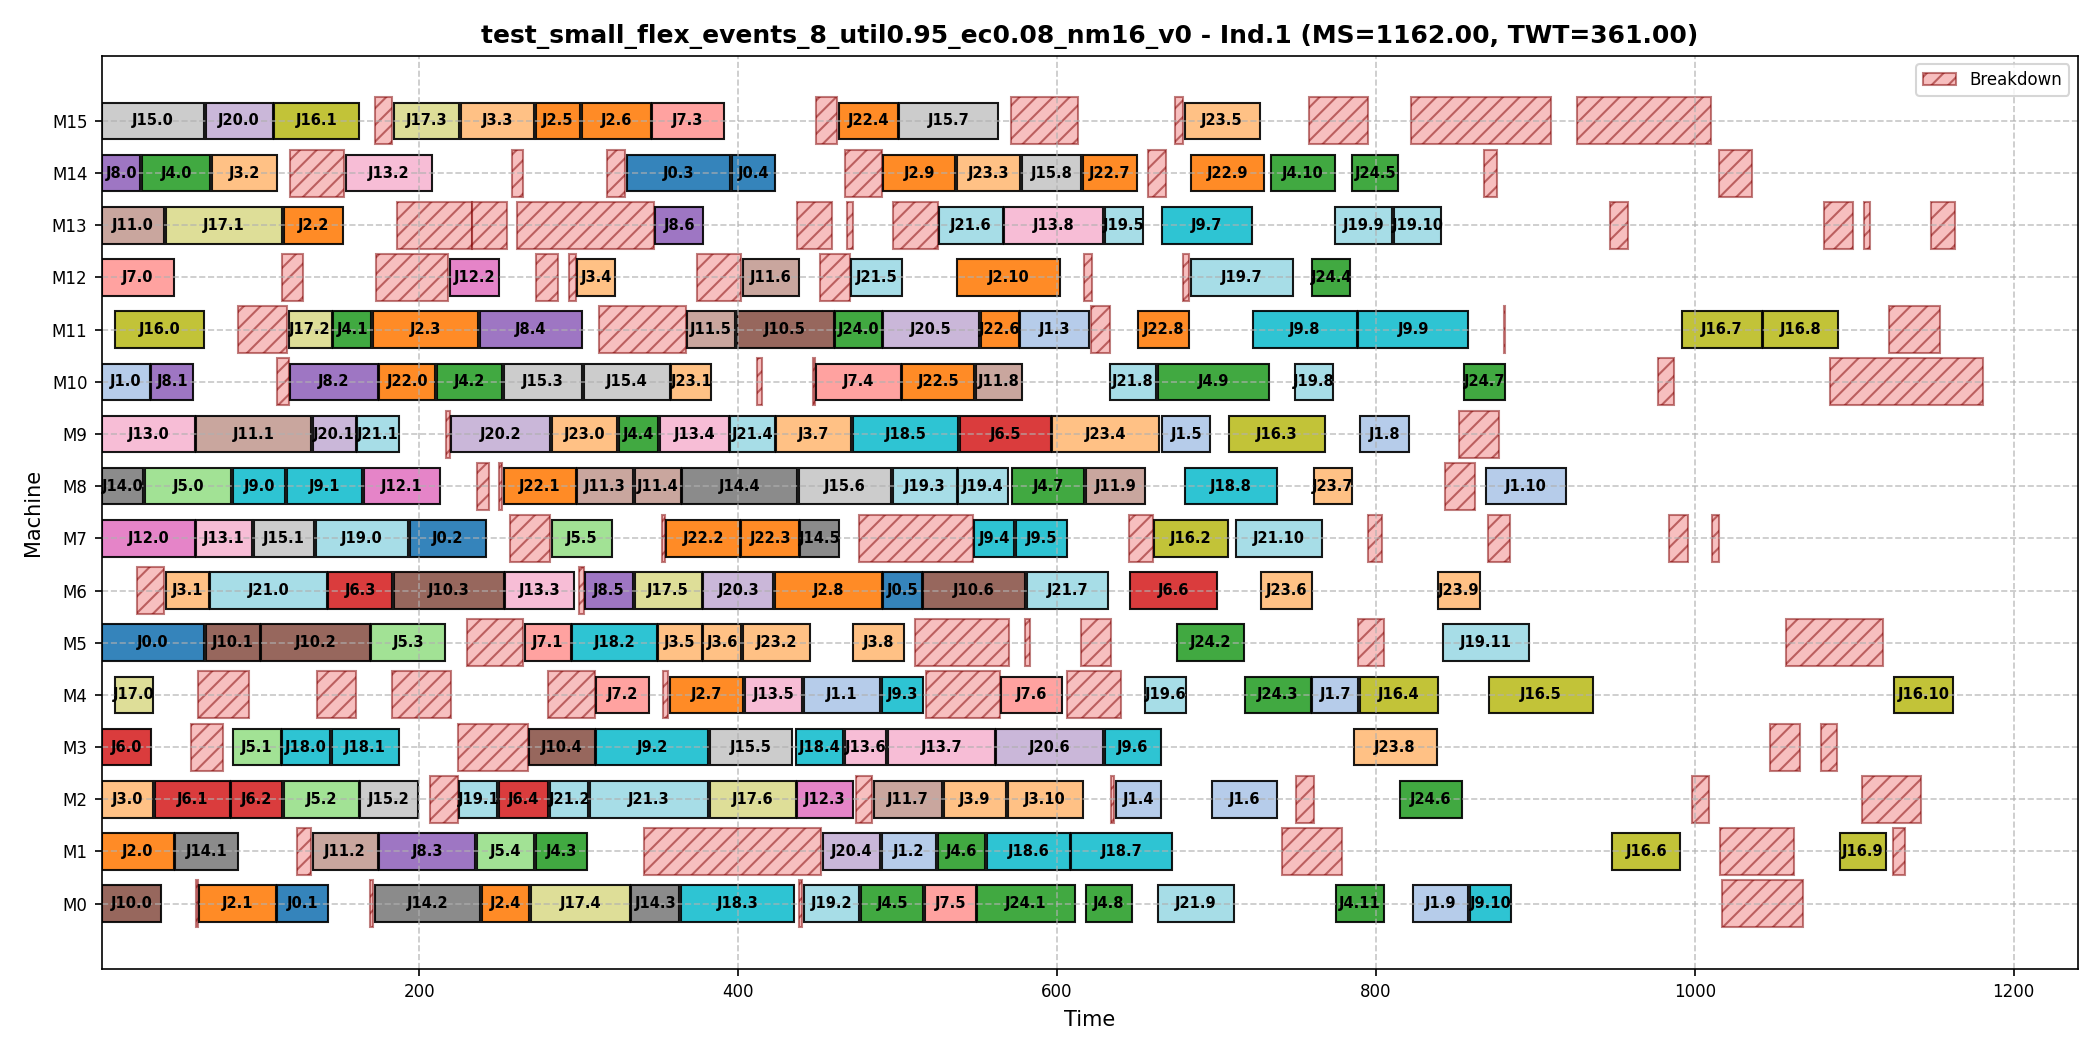 test_small_flex_events_8_util0.95_ec0.08_nm16_v0 - Ind.1 (MS=1162.00, TWT=361.00)
Breakdown
M15 J15.0 J20.0 J16.1 J17.3 J3.3 J2.5 J2.6 J7.3 J22.4 J15.7 J23.5
M14 J8.0 J4.0 J3.2 J13.2 J0.3 J0.4 J2.9 J23.3 J15.8 J22.7 J22.9 J4.10 J24.5
M13 J11.0 J17.1 J2.2 J8.6 J21.6 J13.8 J19.5 J9.7 J19.9 J19.10
M12 J7.0 J12.2 J3.4 J11.6 J21.5 J2.10 J19.7 J24.4
M11 J16.0 J17.2 J4.1 J2.3 J8.4 J11.5 J10.5 J24.0 J20.5 J22.6 J1.3 J22.8 J9.8 J9.9 J16.7 J16.8
M10 J1.0 J8.1 J8.2 J22.0 J4.2 J15.3 J15.4 J23.1 J7.4 J22.5 J11.8 J21.8 J4.9 J19.8 J24.7
M9 J13.0 J11.1 J20.1 J21.1 J20.2 J23.0 J4.4 J13.4 J21.4 J3.7 J18.5 J6.5 J23.4 J1.5 J16.3 J1.8
M8 J14.0 J5.0 J9.0 J9.1 J12.1 J22.1 J11.3 J11.4 J14.4 J15.6 J19.3 J19.4 J4.7 J11.9 J18.8 J23.7 J1.10
M7 J12.0 J13.1 J15.1 J19.0 J0.2 J5.5 J22.2 J22.3 J14.5 J9.4 J9.5 J16.2 J21.10
M6 J3.1 J21.0 J6.3 J10.3 J13.3 J8.5 J17.5 J20.3 J2.8 J0.5 J10.6 J21.7 J6.6 J23.6 J23.9
M5 J0.0 J10.1 J10.2 J5.3 J7.1 J18.2 J3.5 J3.6 J23.2 J3.8 J24.2 J19.11
M4 J17.0 J7.2 J2.7 J13.5 J1.1 J9.3 J7.6 J19.6 J24.3 J1.7 J16.4 J16.5 J16.10
M3 J6.0 J5.1 J18.0 J18.1 J10.4 J9.2 J15.5 J18.4 J13.6 J13.7 J20.6 J9.6 J23.8
M2 J3.0 J6.1 J6.2 J5.2 J15.2 J19.1 J6.4 J21.2 J21.3 J17.6 J12.3 J11.7 J3.9 J3.10 J1.4 J1.6 J24.6
M1 J2.0 J14.1 J11.2 J8.3 J5.4 J4.3 J20.4 J1.2 J4.6 J18.6 J18.7 J16.6 J16.9
M0 J10.0 J2.1 J0.1 J14.2 J2.4 J17.4 J14.3 J18.3 J19.2 J4.5 J7.5 J24.1 J4.8 J21.9 J4.11 J1.9 J9.10
Machine
200 400 600 800 1000 1200
Time